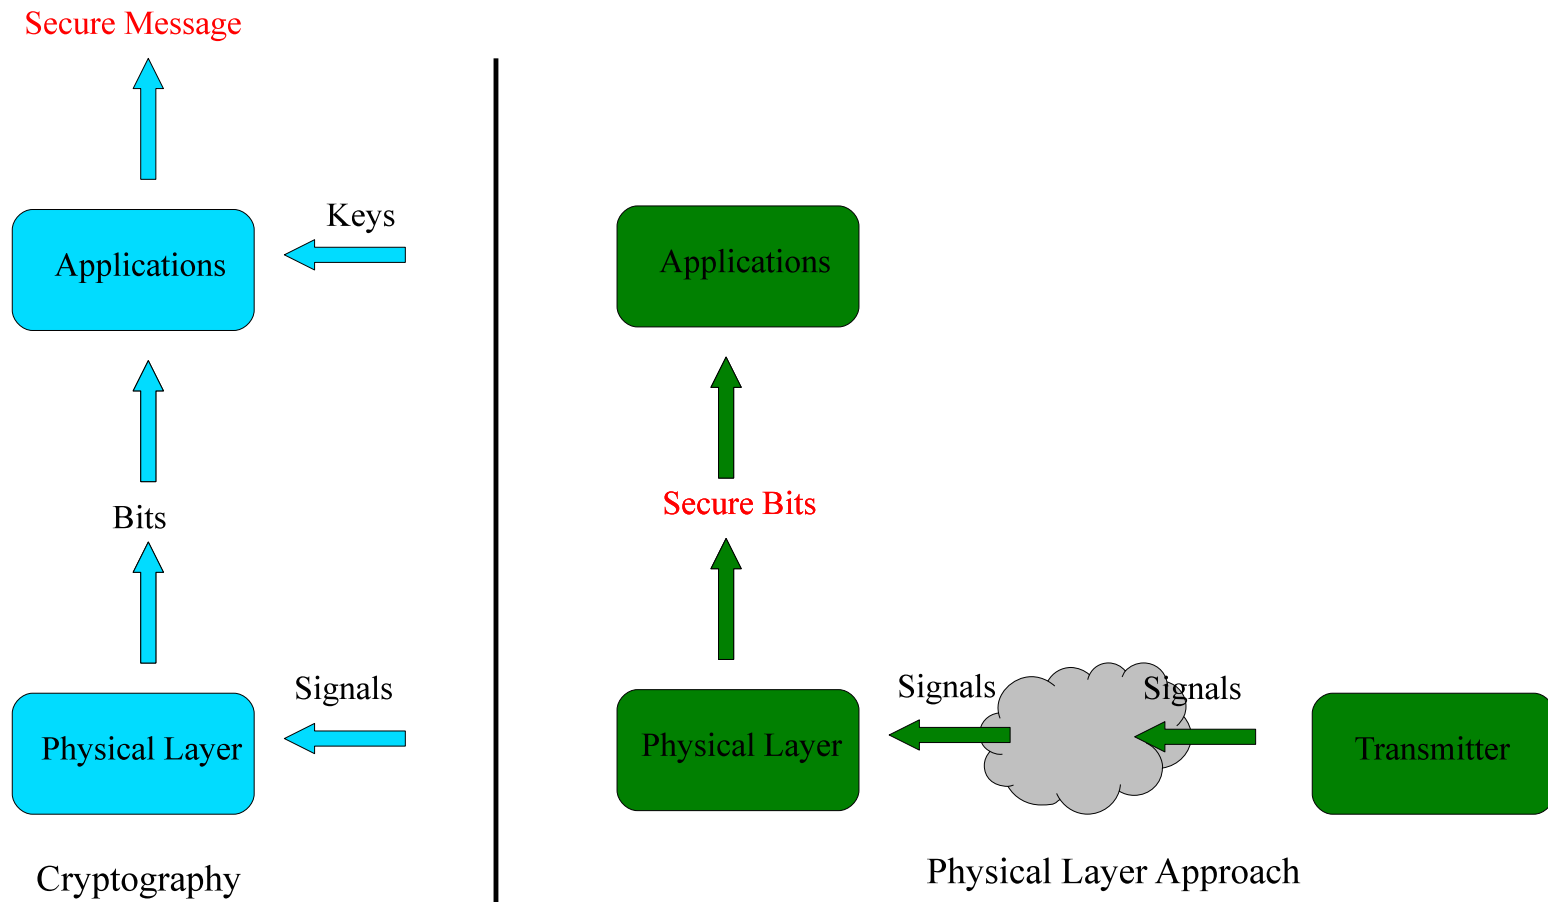 Secure Message
Keys
Applications
Bits
Signals
Physical Layer
Cryptography
Applications
Secure Bits
Signals
Signals
Physical Layer
Transmitter
Physical Layer Approach